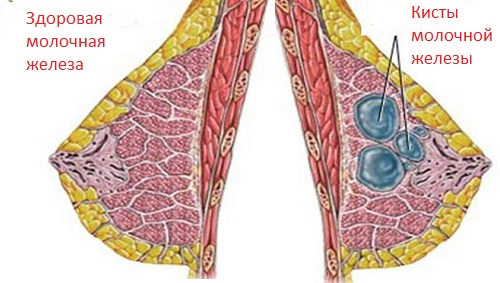 Здоровая
молочная
железа
Кисты
молочной
железы